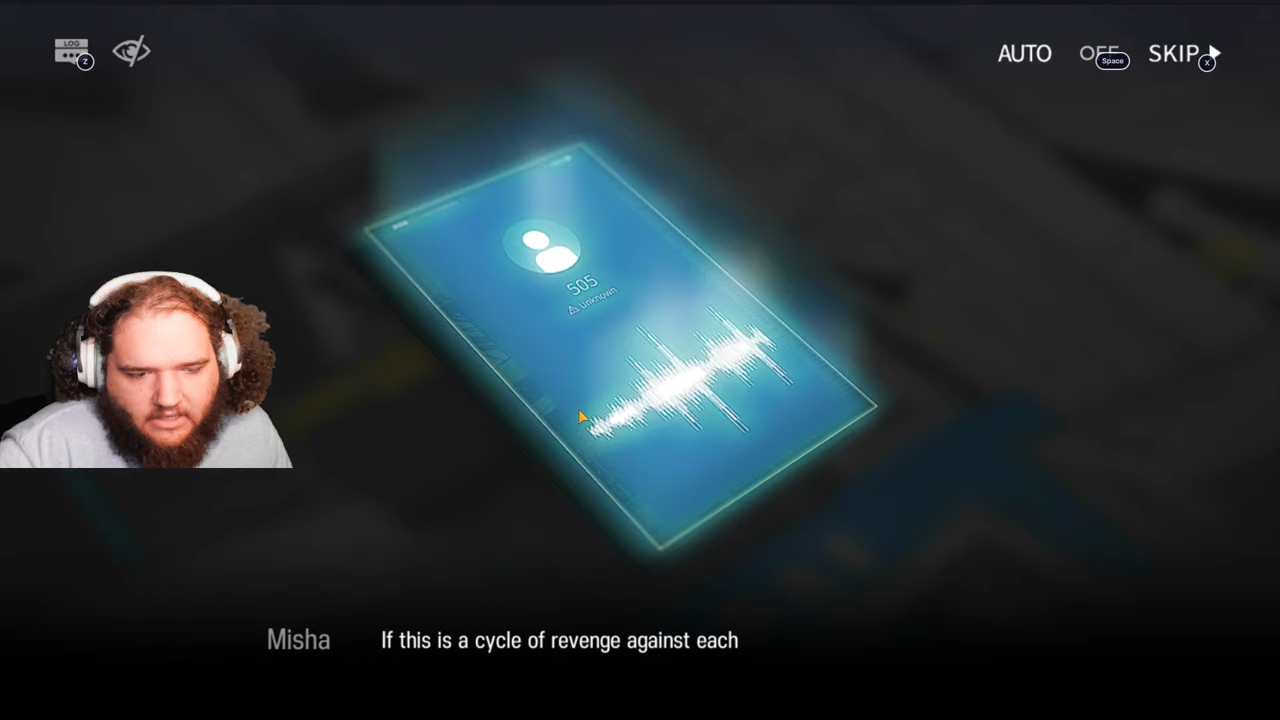 LOG
Z
AUTO
OFF
Space
SKIP
X
505
Unknown
Misha
If this is a cycle of revenge against each